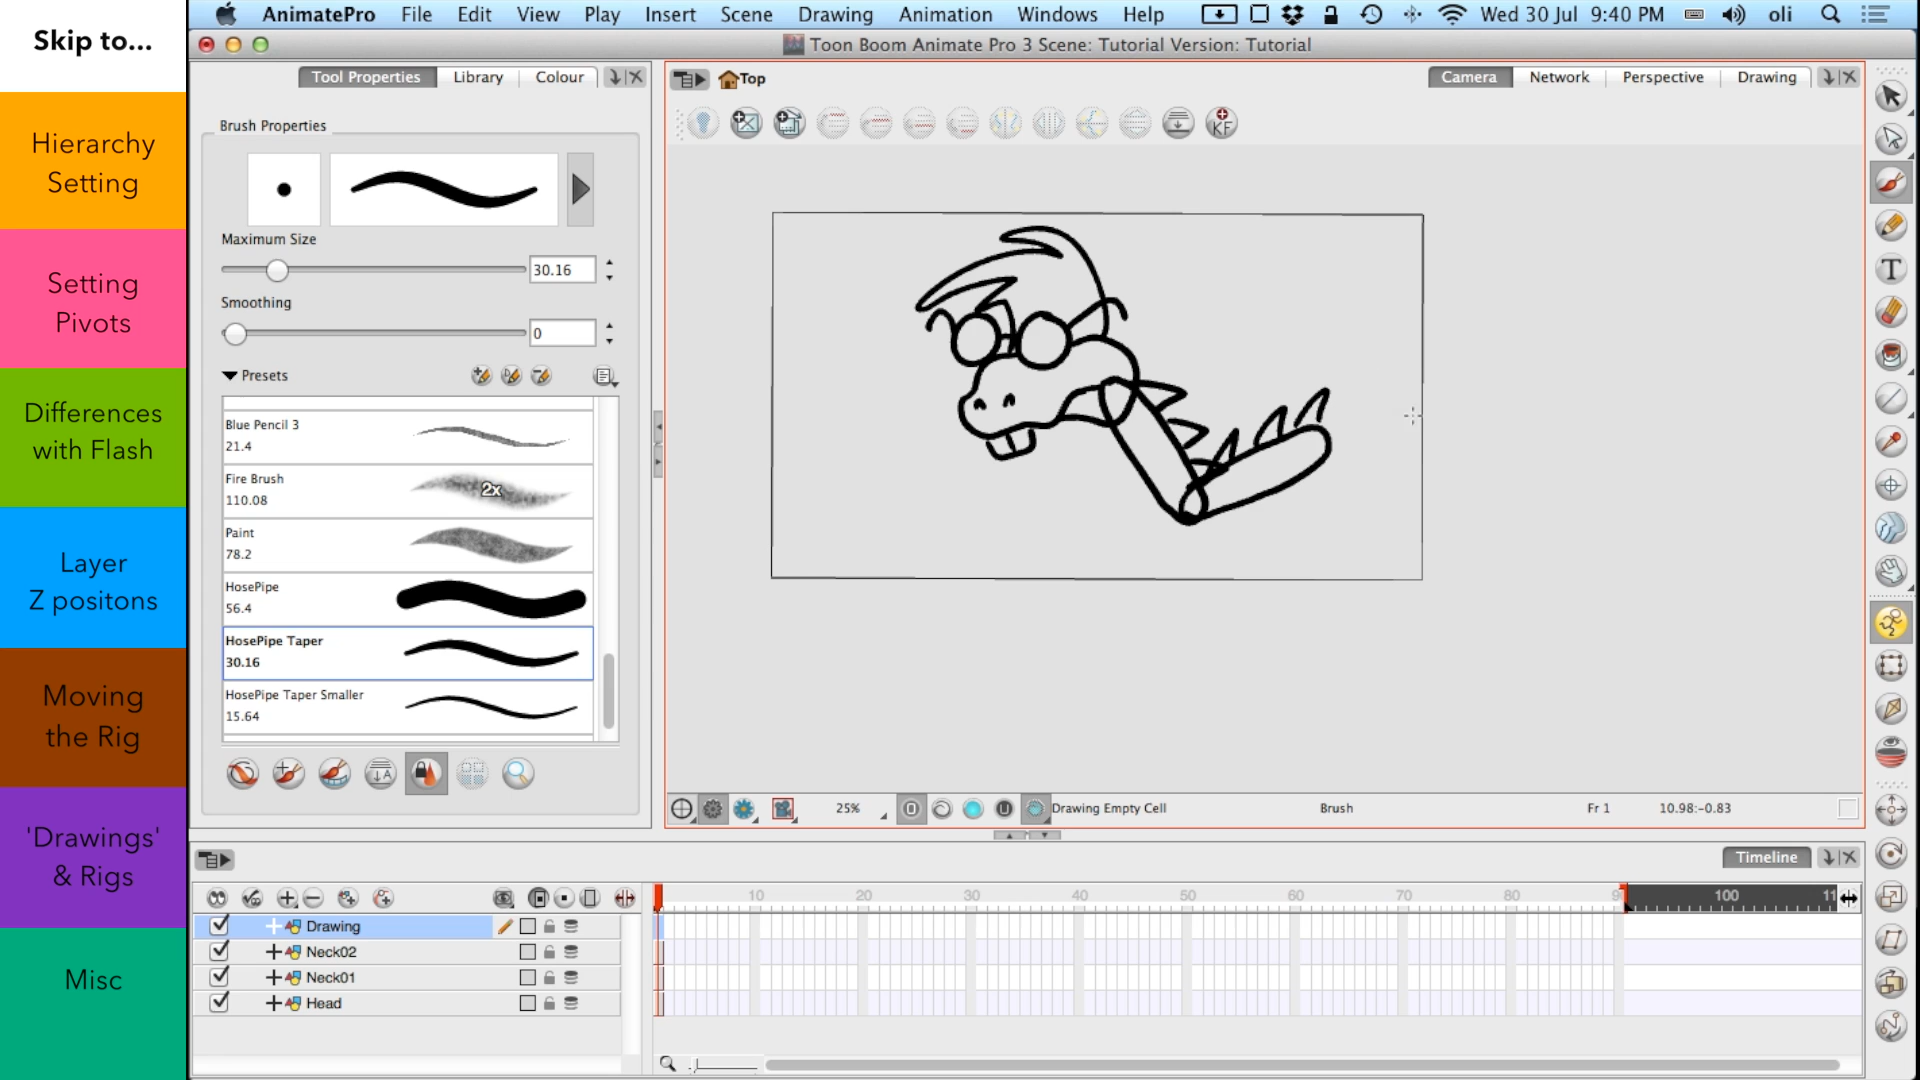 Skip to...
Hierarchy
Setting
Setting
Pivots
Differences
with Flash
Layer
Z positons
Moving
the Rig
'Drawings'
& Rigs
Misc
AnimatePro File Edit View Play Insert Scene Drawing Animation Windows Help Wed 30 Jul 9:40 PM oli
Toon Boom Animate Pro 3 Scene: Tutorial Version: Tutorial
Tool Properties Library Colour
Brush Properties
Maximum Size
30.16
Smoothing
0
Presets
Blue Pencil 3
21.4
Fire Brush
110.08
2x
Paint
78.2
HosePipe
56.4
HosePipe Taper
30.16
HosePipe Taper Smaller
15.64
Top
Camera Network Perspective Drawing
KF
T
25% Drawing Empty Cell Brush Fr 1 10.98:-0.83
Timeline
10 20 30 40 50 60 70 80 9 100 11
Drawing
Neck02
Neck01
Head